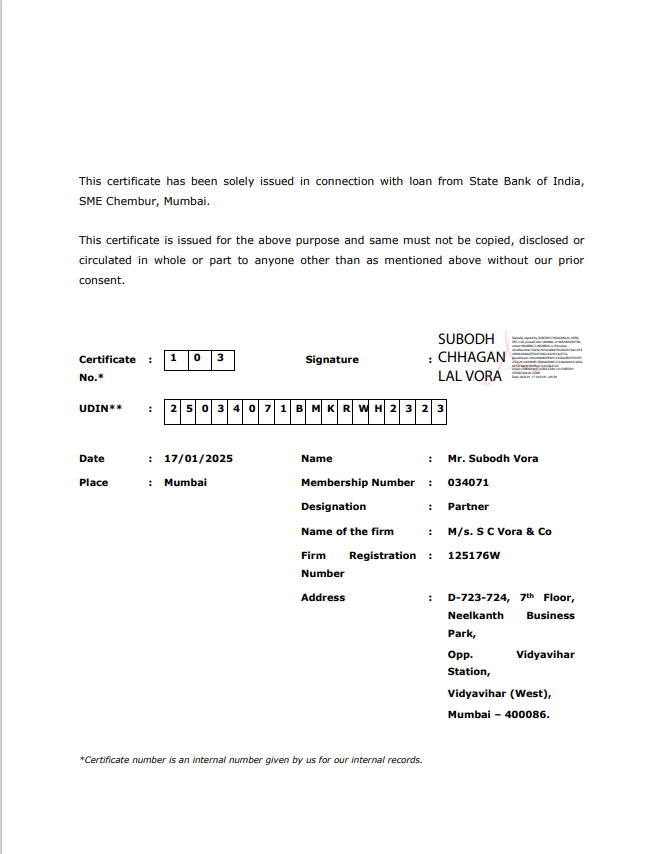 This certificate has been solely issued in connection with loan from State Bank of India,
SME Chembur, Mumbai.
This certificate is issued for the above purpose and same must not be copied, disclosed or
circulated in whole or part to anyone other than as mentioned above without our prior
consent.
Certificate No.* : 1 0 3
Signature : SUBODH
CHHAGAN
LAL VORA
Digitally signed by SUBODH CHHAGANLAL VORA
UDIN** : 2 5 0 3 4 0 7 1 B M K R W H 2 3 2 3
Date : 17/01/2025
Place : Mumbai
Name : Mr. Subodh Vora
Membership Number : 034071
Designation : Partner
Name of the firm : M/s. S C Vora & Co
Firm Registration Number : 125176W
Address : D-723-724, 7th Floor,
Neelkanth Business
Park,
Opp. Vidyavihar
Station,
Vidyavihar (West),
Mumbai – 400086.
*Certificate number is an internal number given by us for our internal records.